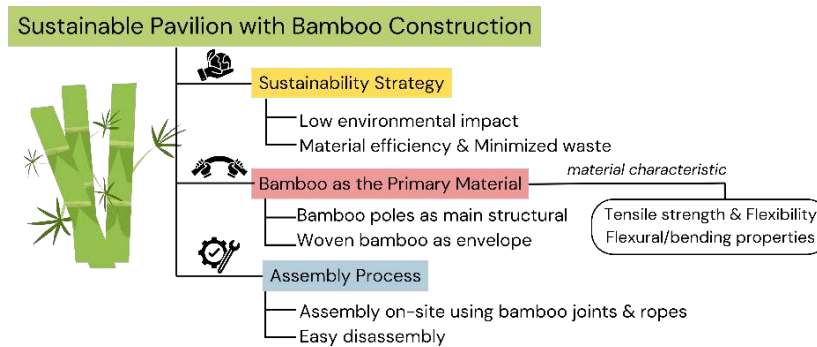 Sustainable Pavilion with Bamboo Construction
Sustainability Strategy
Low environmental impact
Material efficiency & Minimized waste
Bamboo as the Primary Material
material characteristic
Tensile strength & Flexibility
Flexural/bending properties
Bamboo poles as main structural
Woven bamboo as envelope
Assembly Process
Assembly on-site using bamboo joints & ropes
Easy disassembly